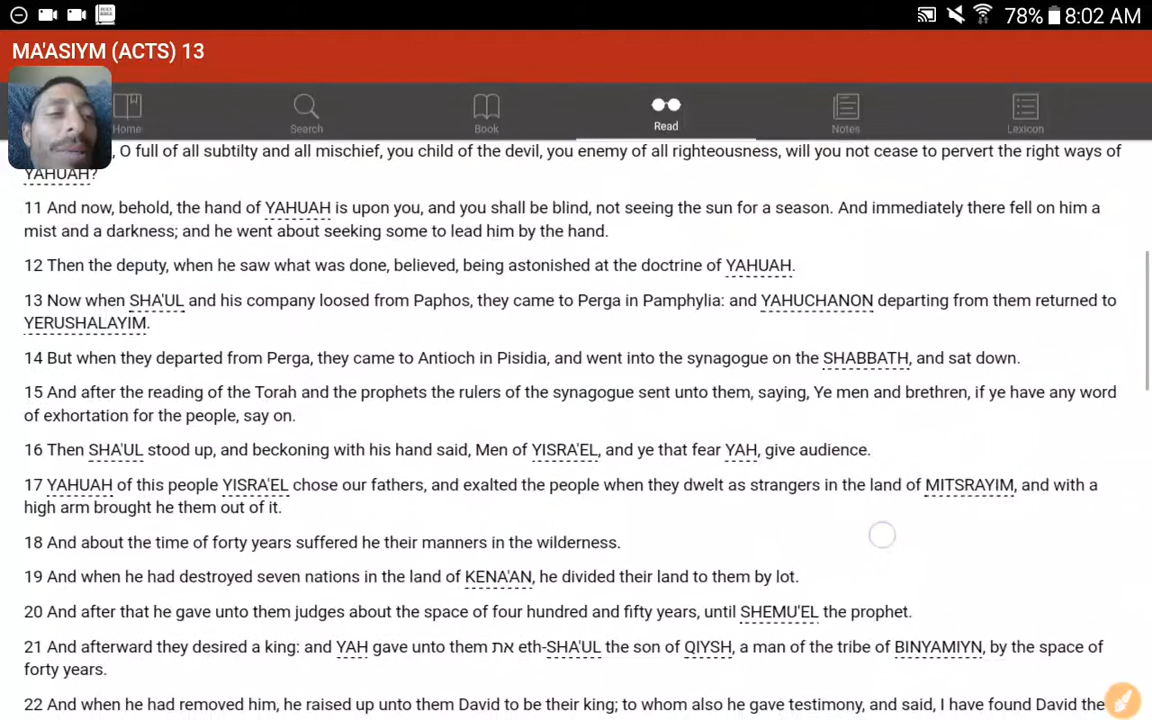 78% 8:02 AM
MA'ASIYM (ACTS) 13
Home
Search
Book
Read
Notes
Lexicon
, O full of all subtilty and all mischief, you child of the devil, you enemy of all righteousness, will you not cease to pervert the right ways of
YAHUAH?
11 And now, behold, the hand of YAHUAH is upon you, and you shall be blind, not seeing the sun for a season. And immediately there fell on him a
mist and a darkness; and he went about seeking some to lead him by the hand.
12 Then the deputy, when he saw what was done, believed, being astonished at the doctrine of YAHUAH.
13 Now when SHA'UL and his company loosed from Paphos, they came to Perga in Pamphylia: and YAHUCHANON departing from them returned to
YERUSHALAYIM.
14 But when they departed from Perga, they came to Antioch in Pisidia, and went into the synagogue on the SHABBATH, and sat down.
15 And after the reading of the Torah and the prophets the rulers of the synagogue sent unto them, saying, Ye men and brethren, if ye have any word
of exhortation for the people, say on.
16 Then SHA'UL stood up, and beckoning with his hand said, Men of YISRA'EL, and ye that fear YAH, give audience.
17 YAHUAH of this people YISRA'EL chose our fathers, and exalted the people when they dwelt as strangers in the land of MITSRAYIM, and with a
high arm brought he them out of it.
18 And about the time of forty years suffered he their manners in the wilderness.
19 And when he had destroyed seven nations in the land of KENA'AN, he divided their land to them by lot.
20 And after that he gave unto them judges about the space of four hundred and fifty years, until SHEMU'EL the prophet.
21 And afterward they desired a king: and YAH gave unto them את eth-SHA'UL the son of QIYSH, a man of the tribe of BINYAMIYN, by the space of
forty years.
22 And when he had removed him, he raised up unto them David to be their king; to whom also he gave testimony, and said, I have found David the